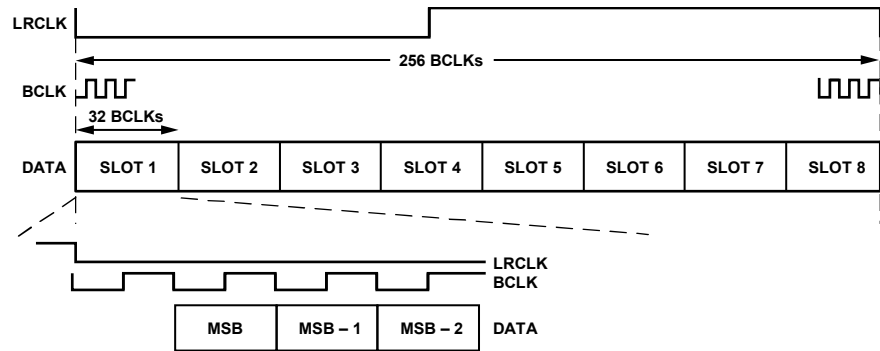 LRCLK
256 BCLKs
BCLK
32 BCLKs
DATA SLOT 1 SLOT 2 SLOT 3 SLOT 4 SLOT 5 SLOT 6 SLOT 7 SLOT 8
LRCLK
BCLK
MSB MSB – 1 MSB – 2 DATA